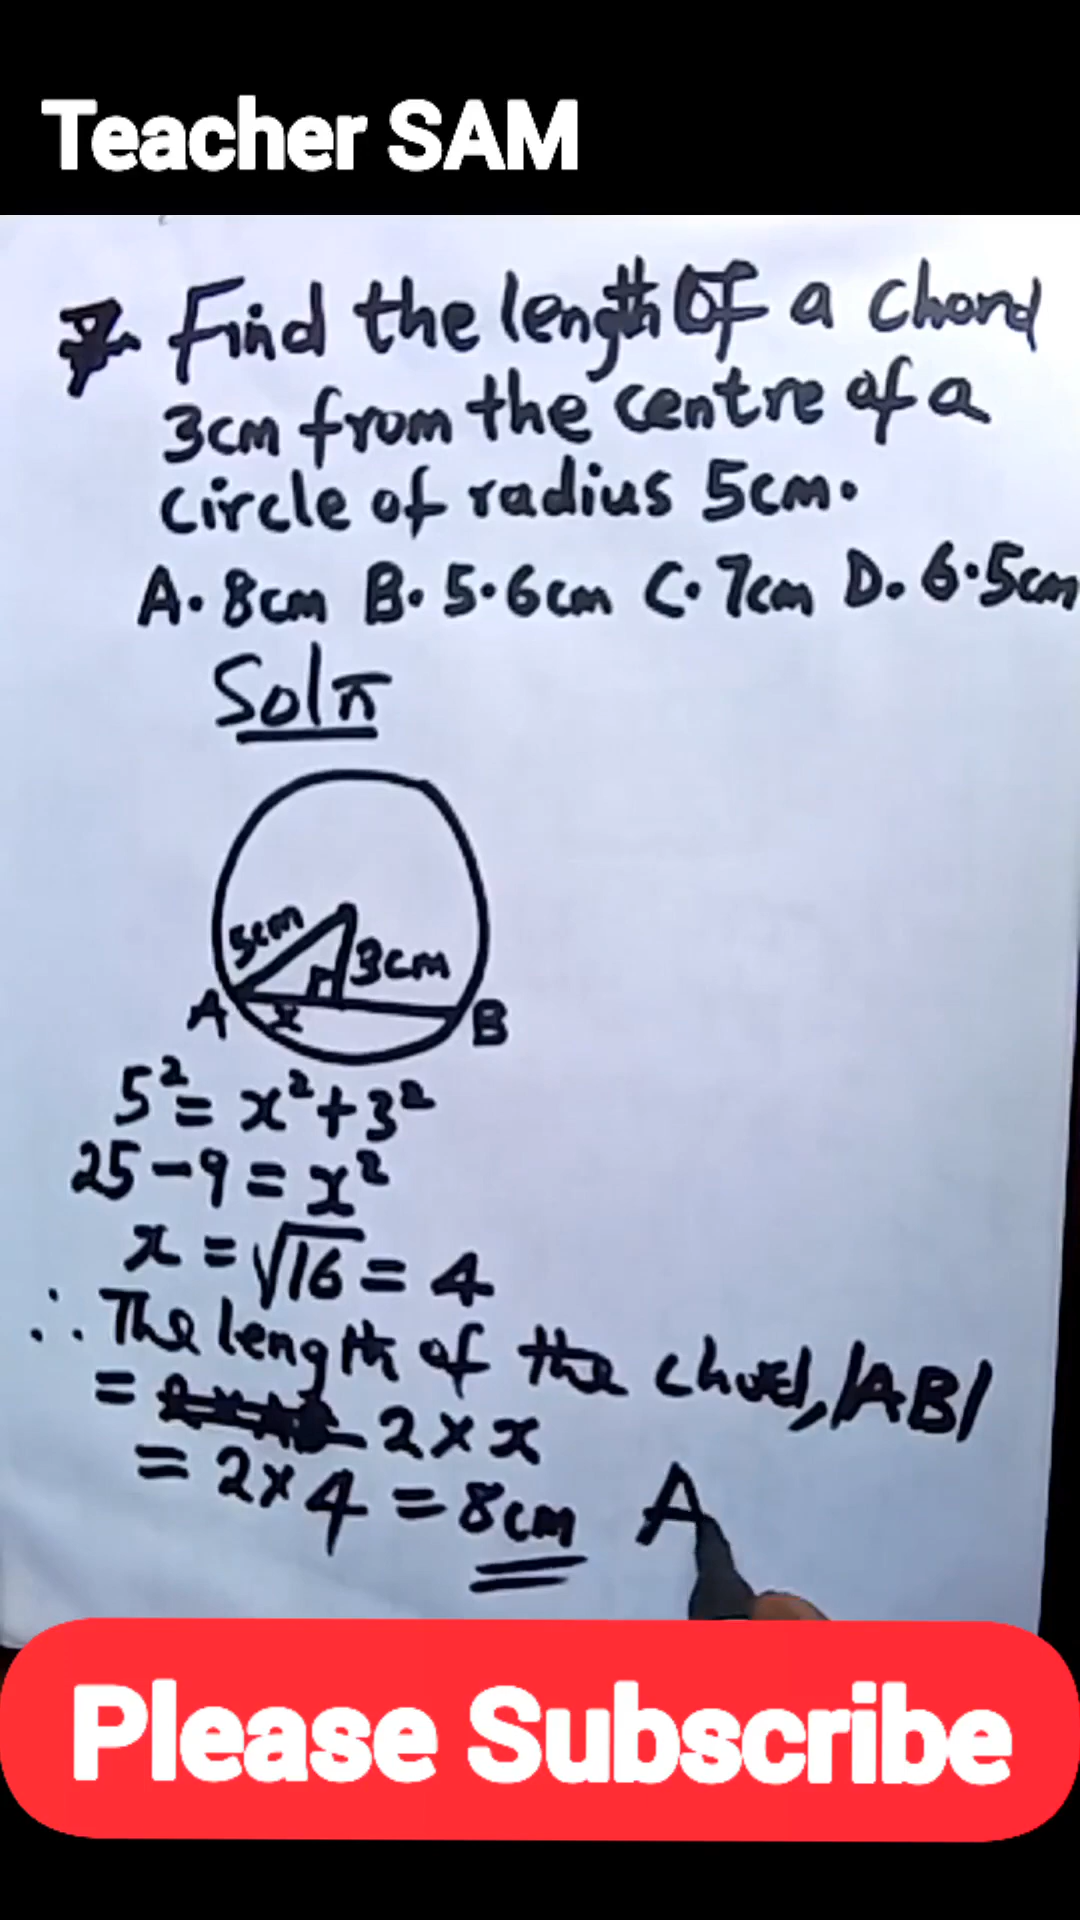 Teacher SAM
Find the length of a chord
3cm from the centre of a
circle of radius 5cm.
A. 8cm B. 5.6cm C. 7cm D. 6.5cm
Soln
5cm
3cm
A x B
5² = x² + 3²
25 - 9 = x²
x = √16 = 4
∴ The length of the chord, |AB|
= 2 × x
= 2 × 4 = 8cm A
Please Subscribe